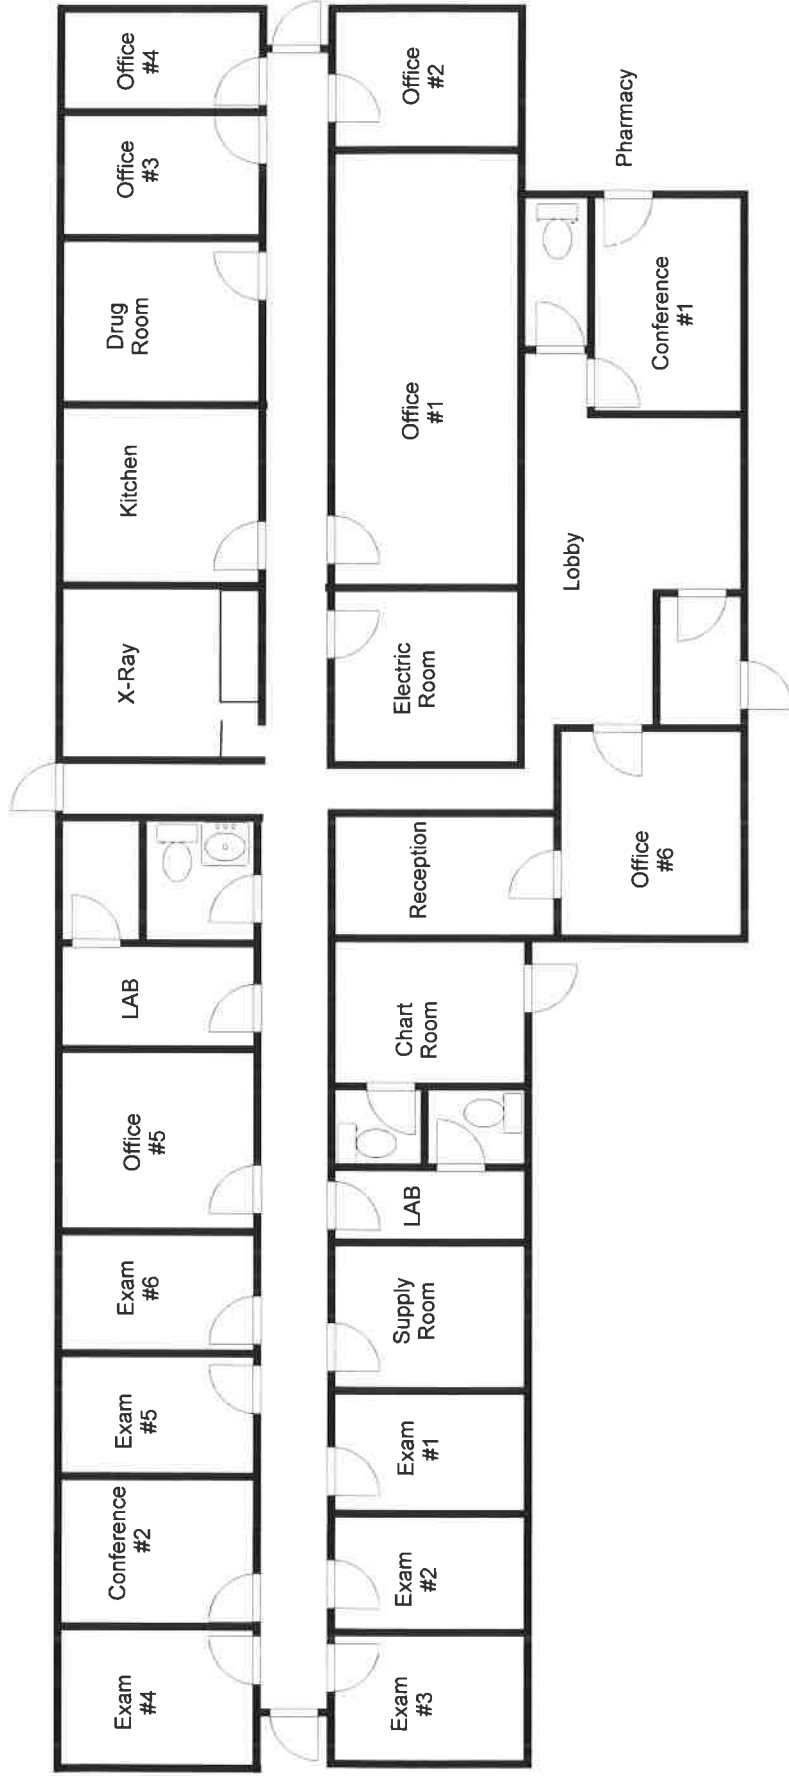 Exam
#4
Conference
#2
Exam
#5
Exam
#6
Office
#5
LAB
X-Ray
Kitchen
Drug
Room
Office
#3
Office
#4
Exam
#3
Exam
#2
Exam
#1
Supply
Room
LAB
Chart
Room
Reception
Electric
Room
Office
#1
Office
#2
Office
#6
Lobby
Conference
#1
Pharmacy